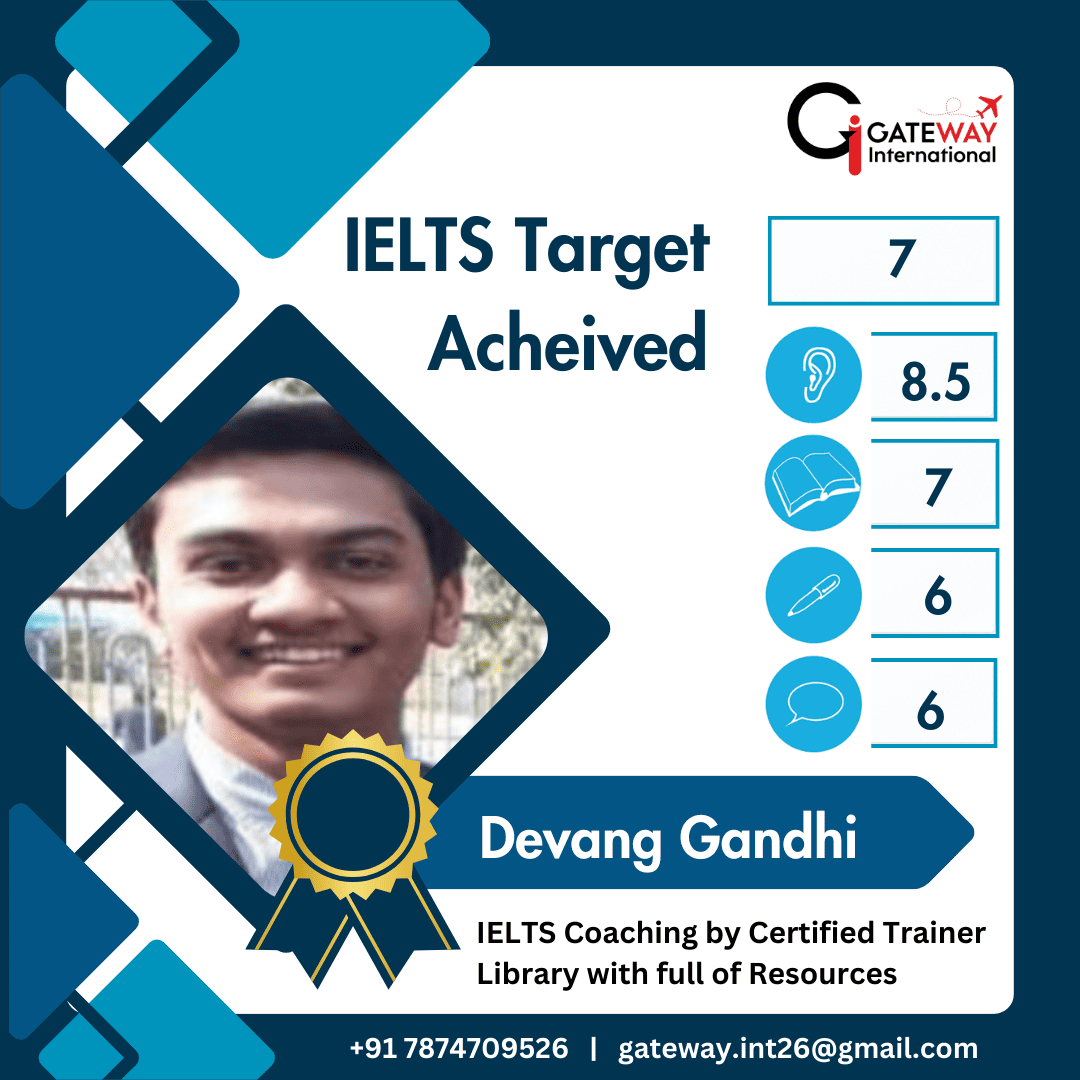 GATEWAY
International
IELTS Target
Acheived
7
8.5
7
6
6
Devang Gandhi
IELTS Coaching by Certified Trainer
Library with full of Resources
+91 7874709526 | gateway.int26@gmail.com